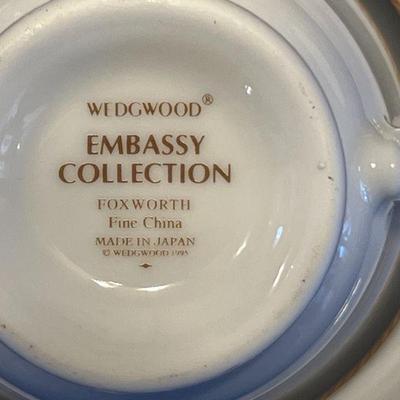 WEDGWOOD®
EMBASSY
COLLECTION
FOXWORTH
Fine China
MADE IN JAPAN
© WEDGWOOD 1995